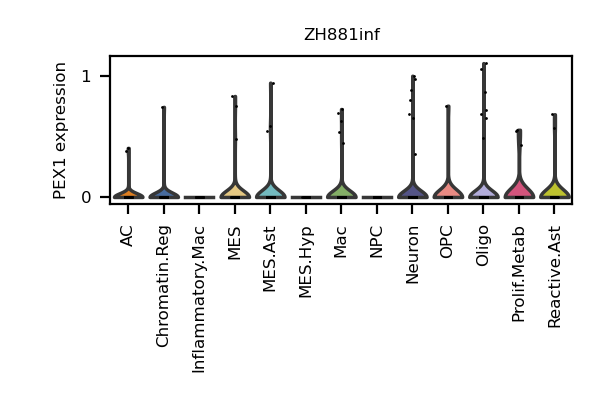 ZH881inf
PEX1 expression
1
0
AC
Chromatin.Reg
Inflammatory.Mac
MES
MES.Ast
MES.Hyp
Mac
NPC
Neuron
OPC
Oligo
Prolif.Metab
Reactive.Ast